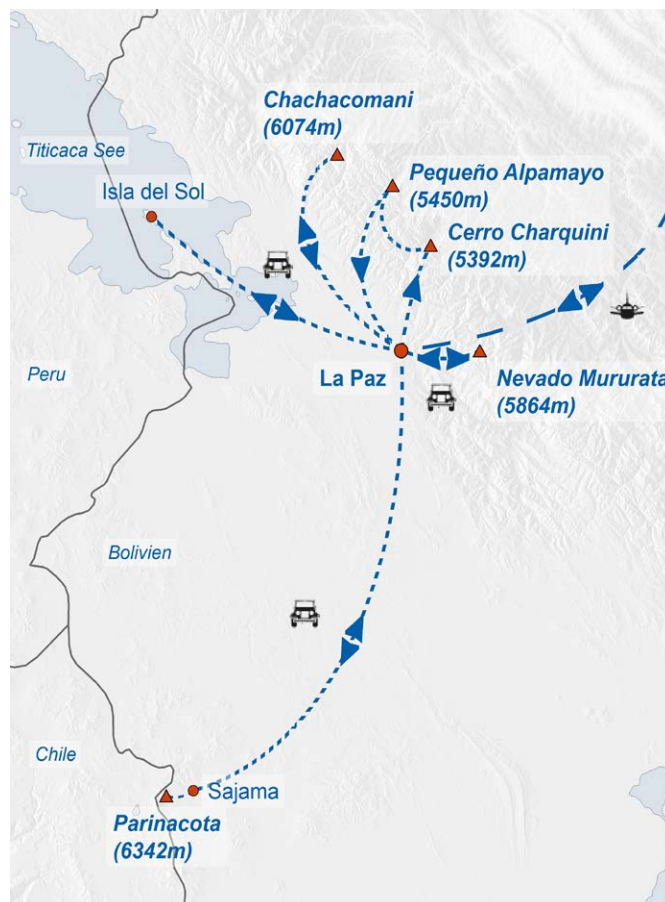 Chachacomani
(6074m)
Titicaca See
Pequeño Alpamayo
(5450m)
Isla del Sol
Cerro Charquini
(5392m)
Peru
La Paz
Nevado Mururata
(5864m)
Bolivien
Chile
Sajama
Parinacota
(6342m)